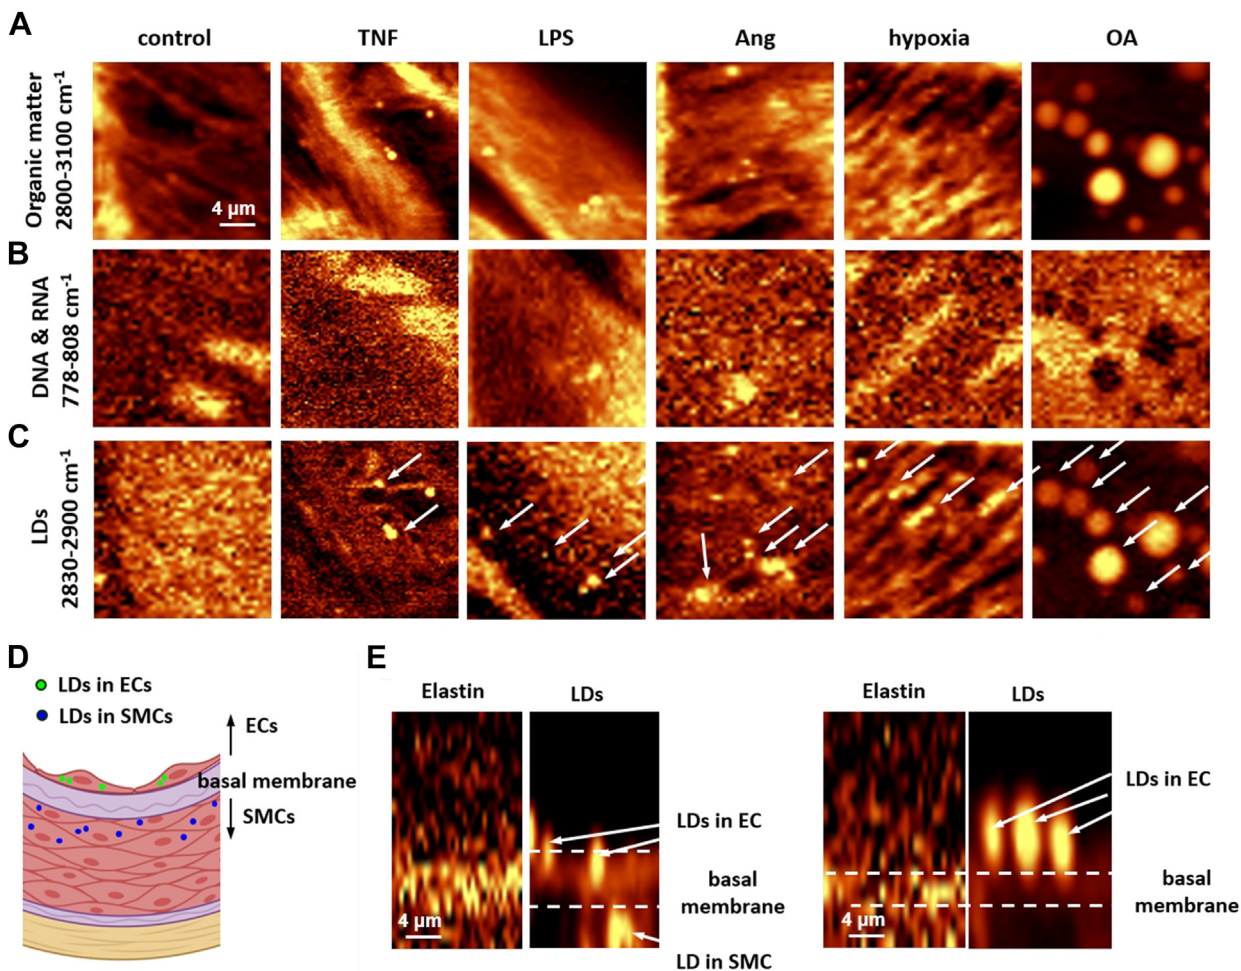 A
control TNF LPS Ang hypoxia OA
Organic matter
2800-3100 cm⁻¹
4 µm
B
DNA & RNA
778-808 cm⁻¹
C
LDs
2830-2900 cm⁻¹
D
LDs in ECs
LDs in SMCs
ECs
basal membrane
SMCs
E
Elastin LDs
LDs in EC
basal
membrane
4 µm
LD in SMC
Elastin LDs
LDs in EC
basal
membrane
4 µm